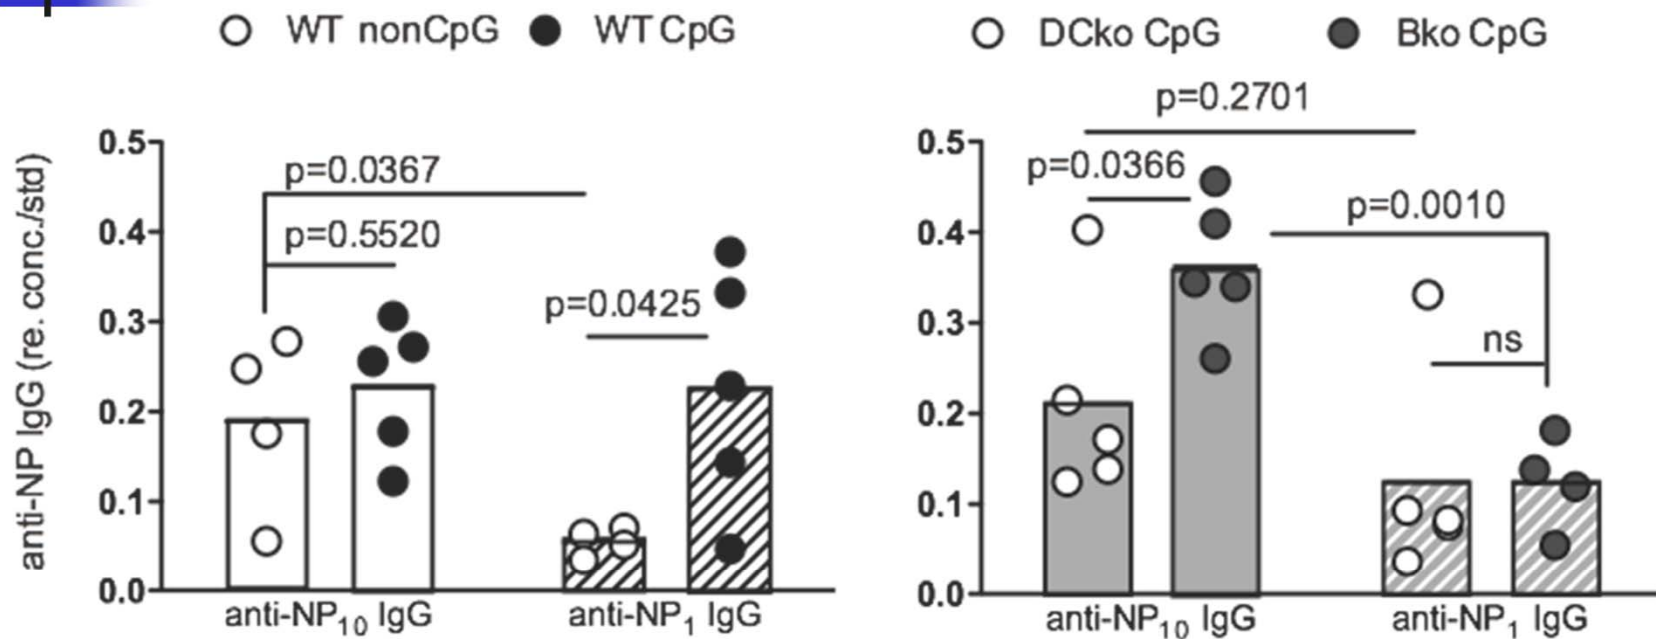 WT nonCpG WT CpG
DCko CpG Bko CpG
anti-NP IgG (re. conc./std)
0.5
0.4
0.3
0.2
0.1
0.0
p=0.0367
p=0.5520
p=0.0425
anti-NP10 IgG anti-NP1 IgG
p=0.2701
0.5
0.4
0.3
0.2
0.1
0.0
p=0.0366
p=0.0010
ns
anti-NP10 IgG anti-NP1 IgG